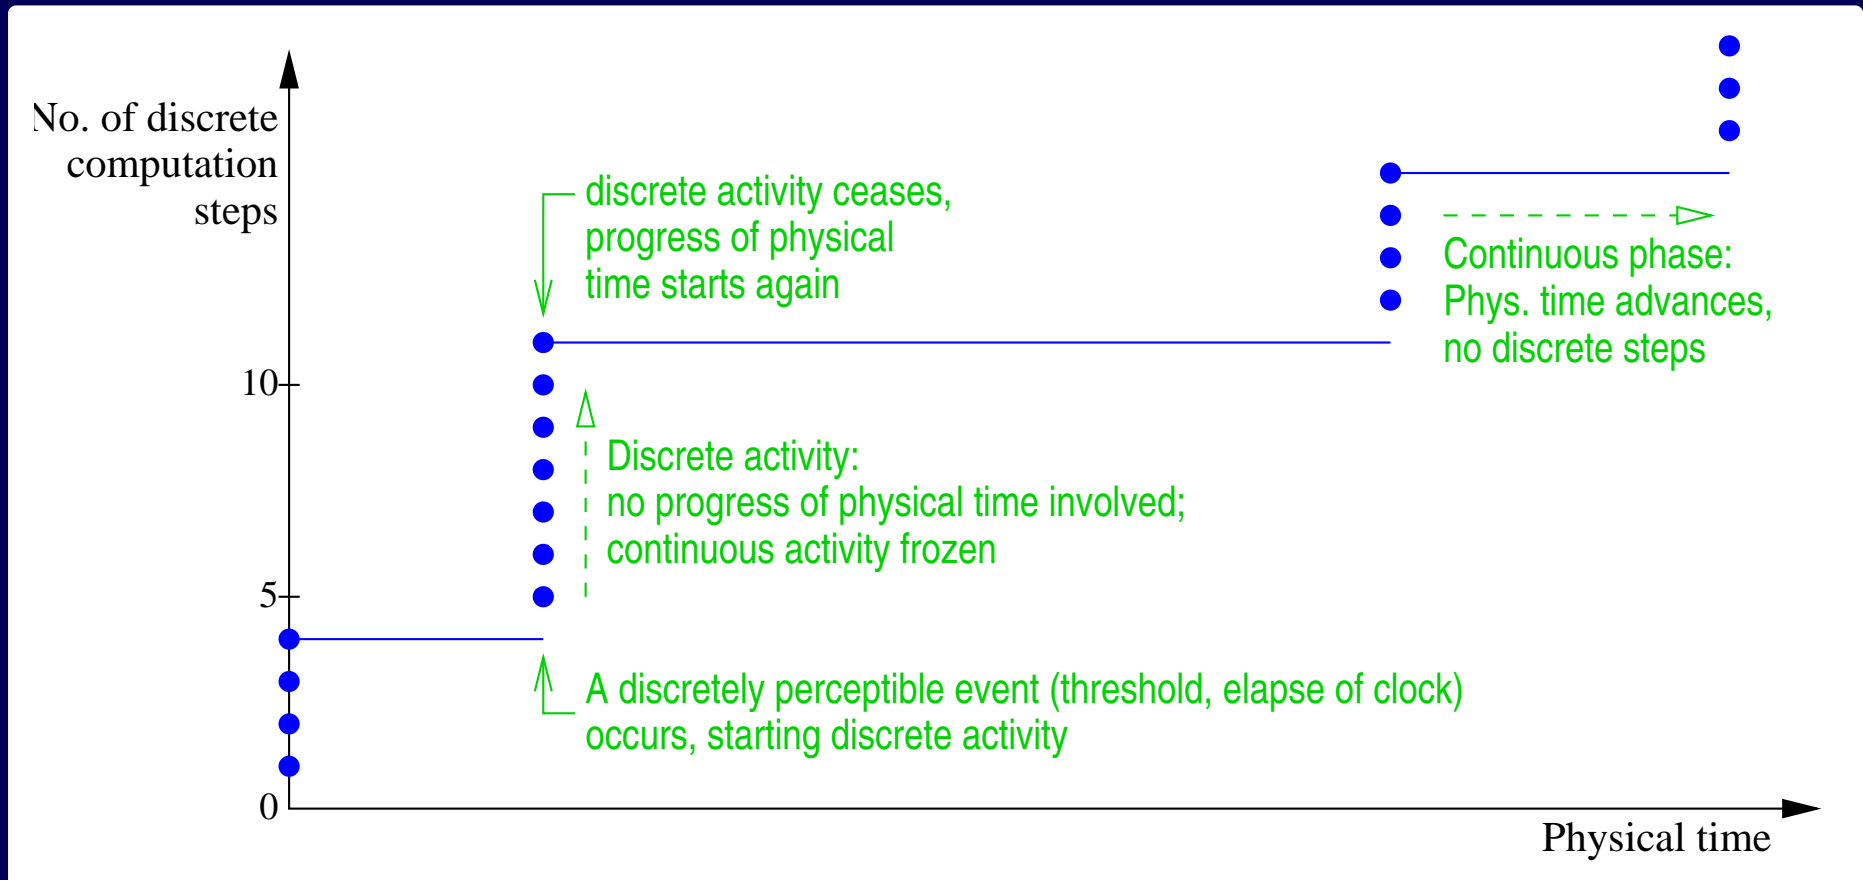 No. of discrete
computation
steps
discrete activity ceases,
progress of physical
time starts again
Continuous phase:
Phys. time advances,
no discrete steps
10
Discrete activity:
no progress of physical time involved;
continuous activity frozen
5
A discretely perceptible event (threshold, elapse of clock)
occurs, starting discrete activity
0
Physical time